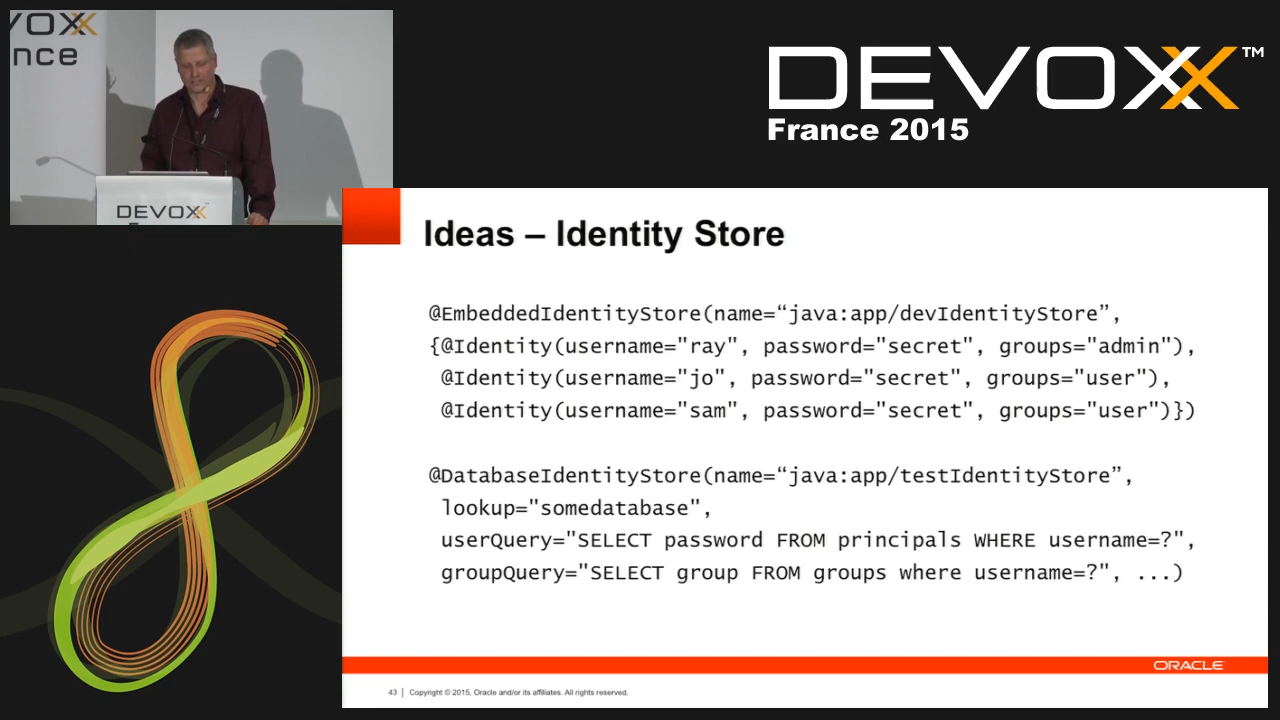 VOXX
nce
DEVOXX
DEVOXX™
France 2015
Ideas – Identity Store
@EmbeddedIdentityStore(name=“java:app/devIdentityStore”,
{@Identity(username="ray", password="secret", groups="admin"),
@Identity(username="jo", password="secret", groups="user"),
@Identity(username="sam", password="secret", groups="user")})
@DatabaseIdentityStore(name=“java:app/testIdentityStore”,
lookup="somedatabase",
userQuery="SELECT password FROM principals WHERE username=?",
groupQuery="SELECT group FROM groups where username=?", ...)
ORACLE
43 | Copyright © 2015, Oracle and/or its affiliates. All rights reserved.